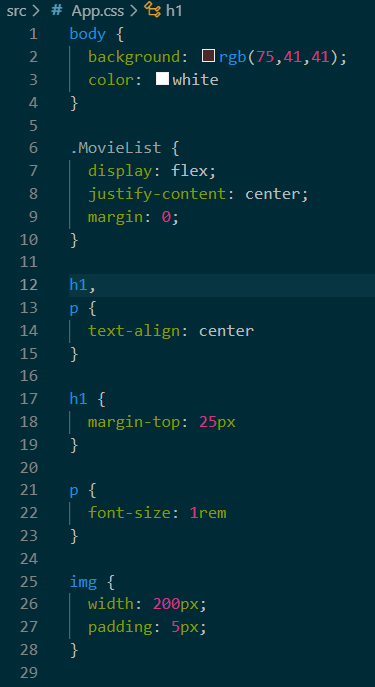 src > # App.css > h1
1 body {
2 background: rgb(75,41,41);
3 color: white
4 }
5
6 .MovieList {
7 display: flex;
8 justify-content: center;
9 margin: 0;
10 }
11
12 h1,
13 p {
14 text-align: center
15 }
16
17 h1 {
18 margin-top: 25px
19 }
20
21 p {
22 font-size: 1rem
23 }
24
25 img {
26 width: 200px;
27 padding: 5px;
28 }
29